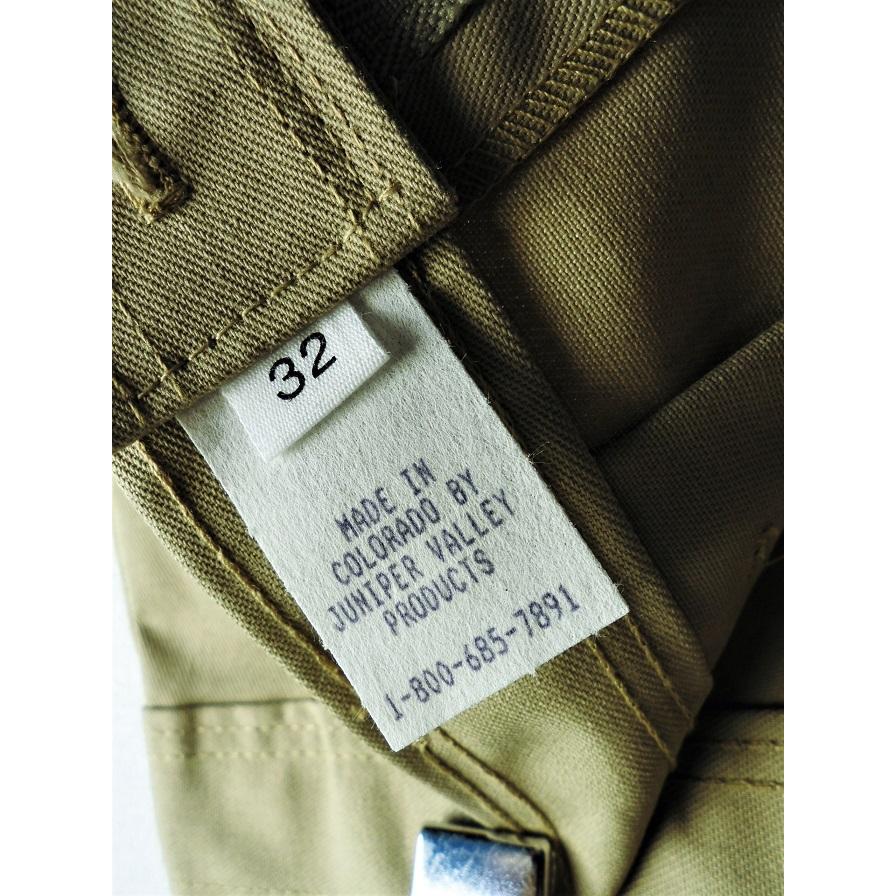 32
MADE IN
COLORADO BY
JUNIPER VALLEY
PRODUCTS
1-800-685-7891